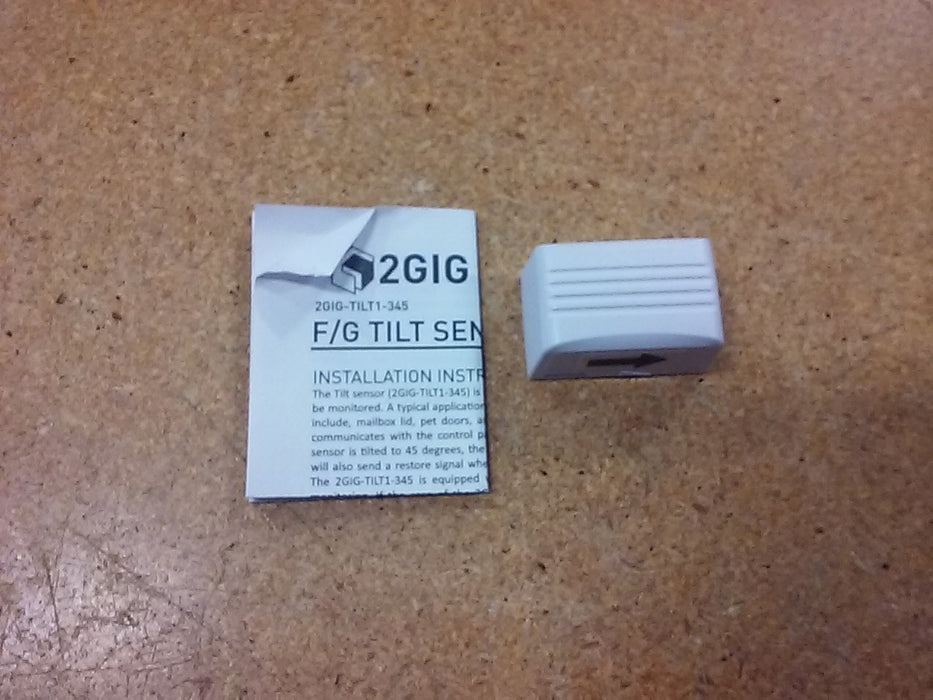 2GIG
2GIG-TILT1-345
F/G TILT SEN
INSTALLATION INSTR
The Tilt sensor (2GIG-TILT1-345) is
be monitored. A typical application
include, mailbox lid, pet doors, a
communicates with the control p
sensor is tilted to 45 degrees, the
will also send a restore signal whe
The 2GIG-TILT1-345 is equipped